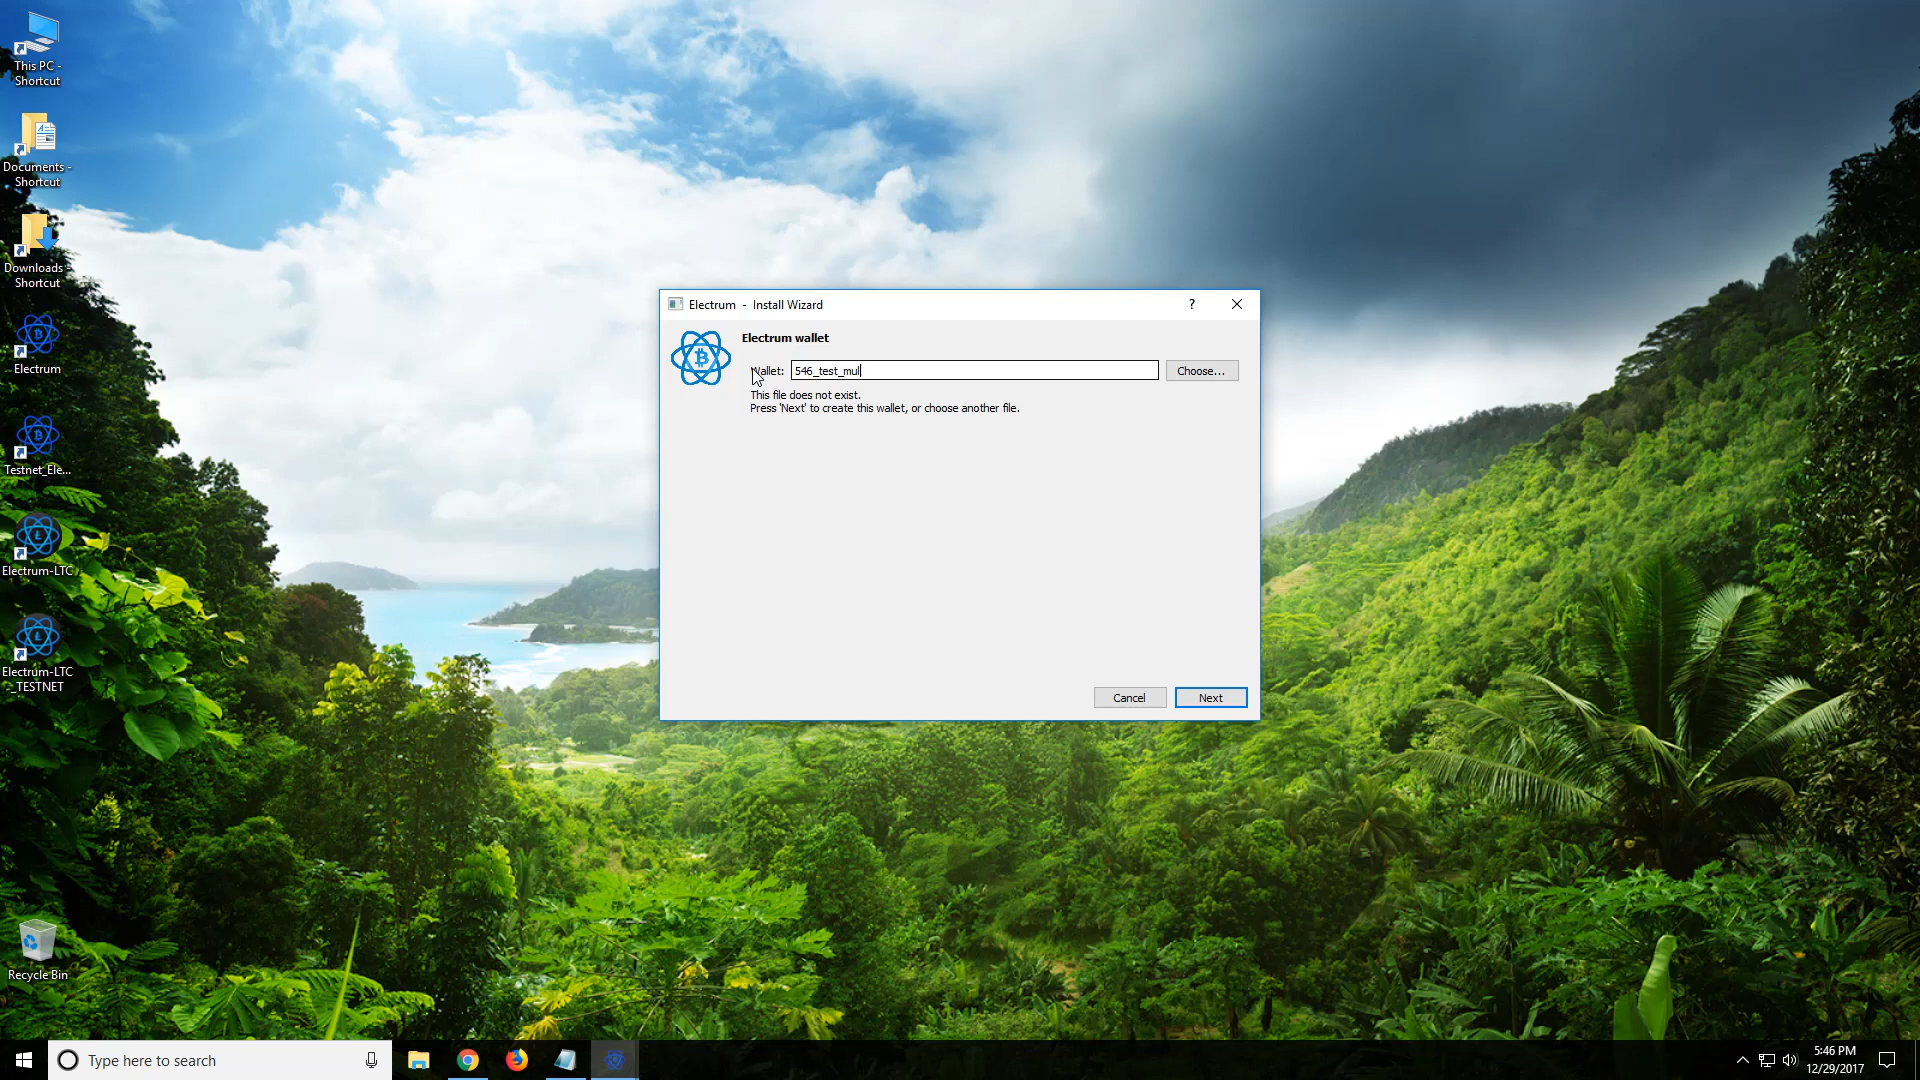 This PC -
Shortcut
Documents -
Shortcut
Downloads -
Shortcut
Electrum
Testnet_Ele...
Electrum-LTC
Electrum-LTC
_TESTNET
Recycle Bin
Electrum - Install Wizard
?
Electrum wallet
Wallet: 546_test_mul
Choose...
This file does not exist.
Press 'Next' to create this wallet, or choose another file.
Cancel
Next
Type here to search
5:46 PM
12/29/2017